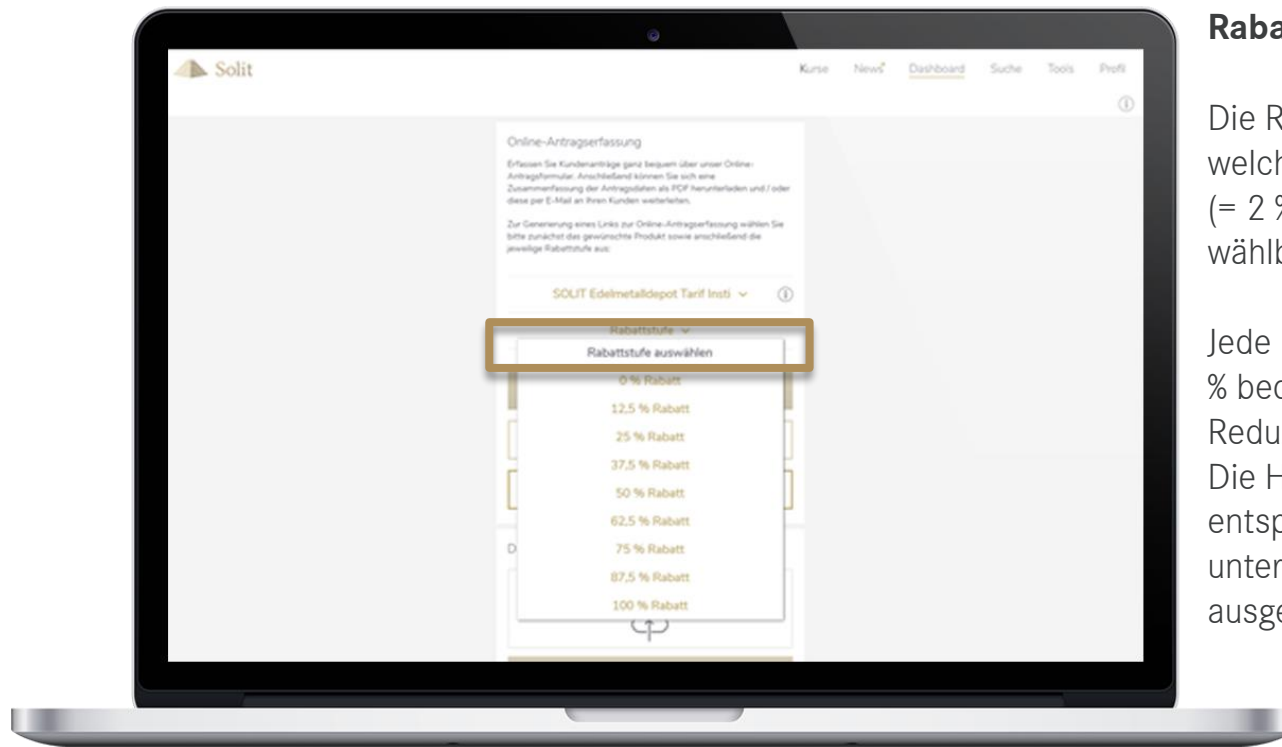 Solit
Kurse News Dashboard Suche Tools Profil
Online-Antragserfassung
Erfassen Sie Kundenanträge ganz bequem über unser Online-
Antragsformular. Anschließend können Sie sich eine
Zusammenfassung der Antragsdaten als PDF herunterladen und / oder
diese per E-Mail an Ihren Kunden weiterleiten.
Zur Generierung eines Links zur Online-Antragserfassung wählen Sie
bitte zunächst das gewünschte Produkt sowie anschließend die
jeweilige Rabattstufe aus:
SOLIT Edelmetalldepot Tarif Insti
Rabattstufe
Rabattstufe auswählen
0 % Rabatt
12,5 % Rabatt
25 % Rabatt
37,5 % Rabatt
50 % Rabatt
62,5 % Rabatt
75 % Rabatt
87,5 % Rabatt
100 % Rabatt
D
Raba
Die R
welch
(= 2 %
wählb
Jede
% bed
Redu
Die H
entsp
unter
ausge